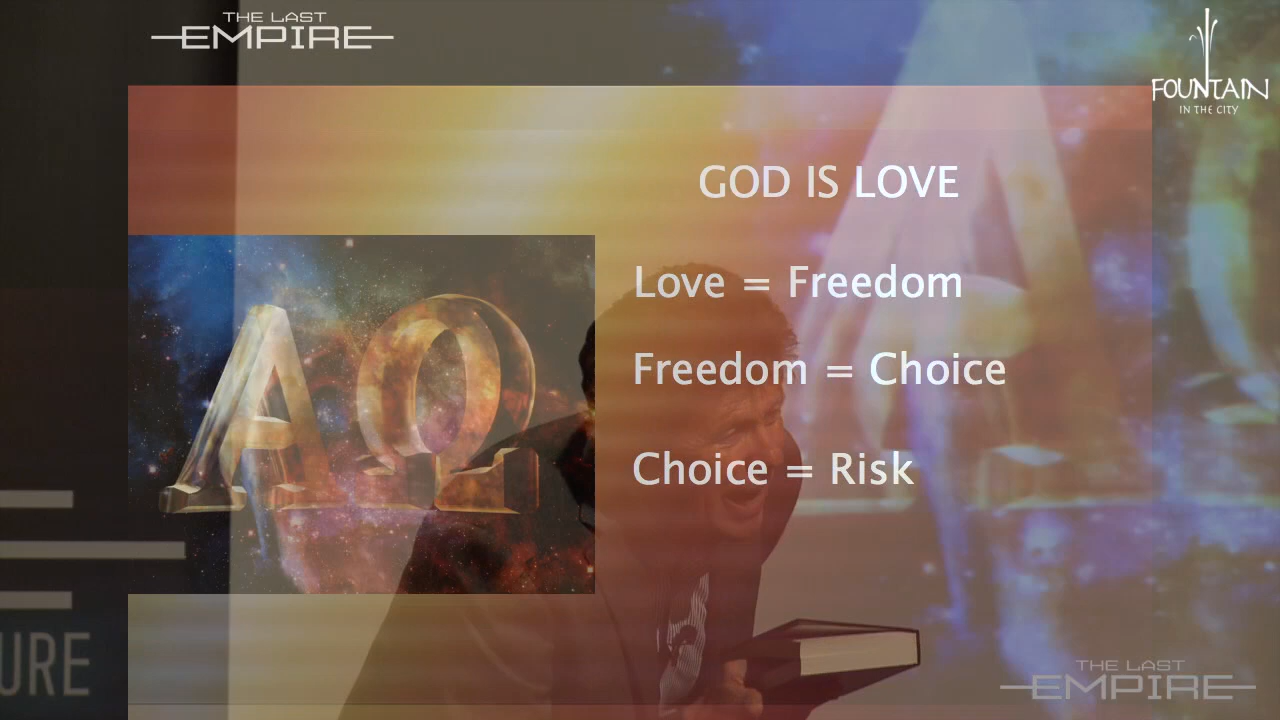 THE LAST
EMPIRE
FOUNTAIN
IN THE CITY
GOD IS LOVE
Love = Freedom
Freedom = Choice
Choice = Risk
ΑΩ
URE
THE LAST
EMPIRE